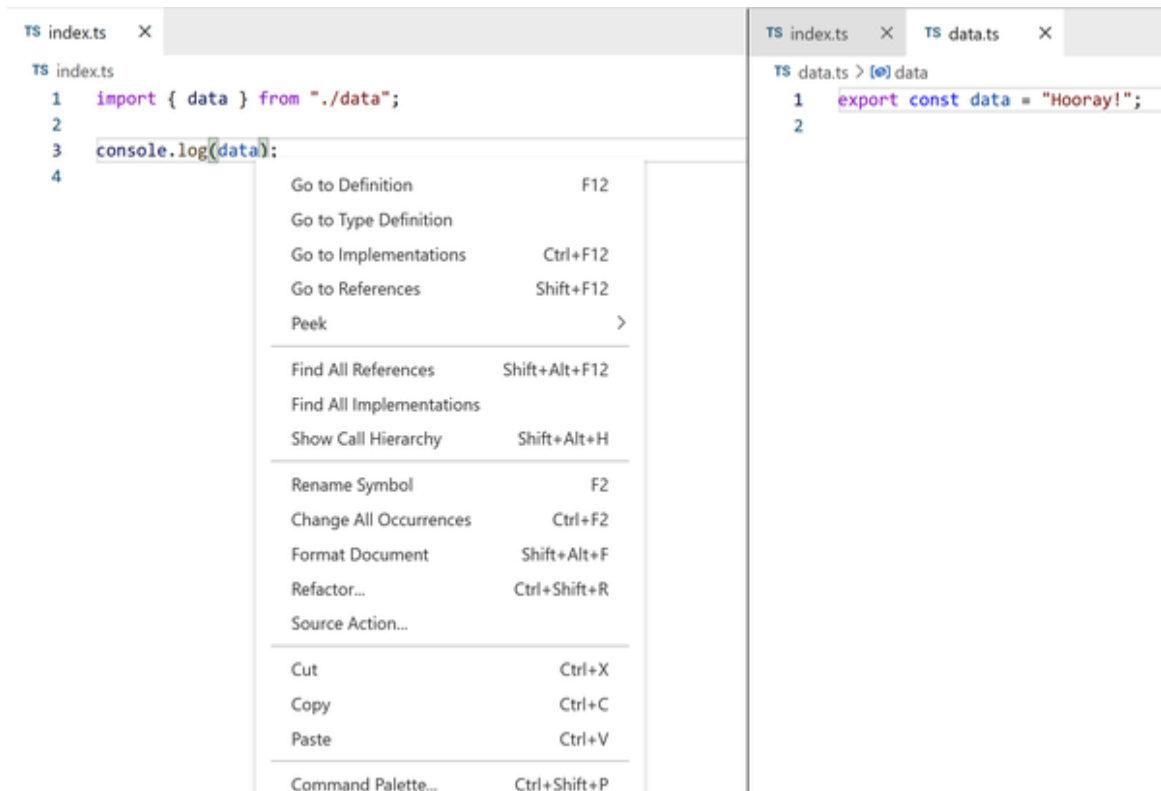 TS index.ts ×
TS index.ts
1 import { data } from "./data";
2
3 console.log(data);
4
Go to Definition F12
Go to Type Definition
Go to Implementations Ctrl+F12
Go to References Shift+F12
Peek >
Find All References Shift+Alt+F12
Find All Implementations
Show Call Hierarchy Shift+Alt+H
Rename Symbol F2
Change All Occurrences Ctrl+F2
Format Document Shift+Alt+F
Refactor... Ctrl+Shift+R
Source Action...
Cut Ctrl+X
Copy Ctrl+C
Paste Ctrl+V
Command Palette... Ctrl+Shift+P
TS index.ts × TS data.ts ×
TS data.ts > data
1 export const data = "Hooray!";
2